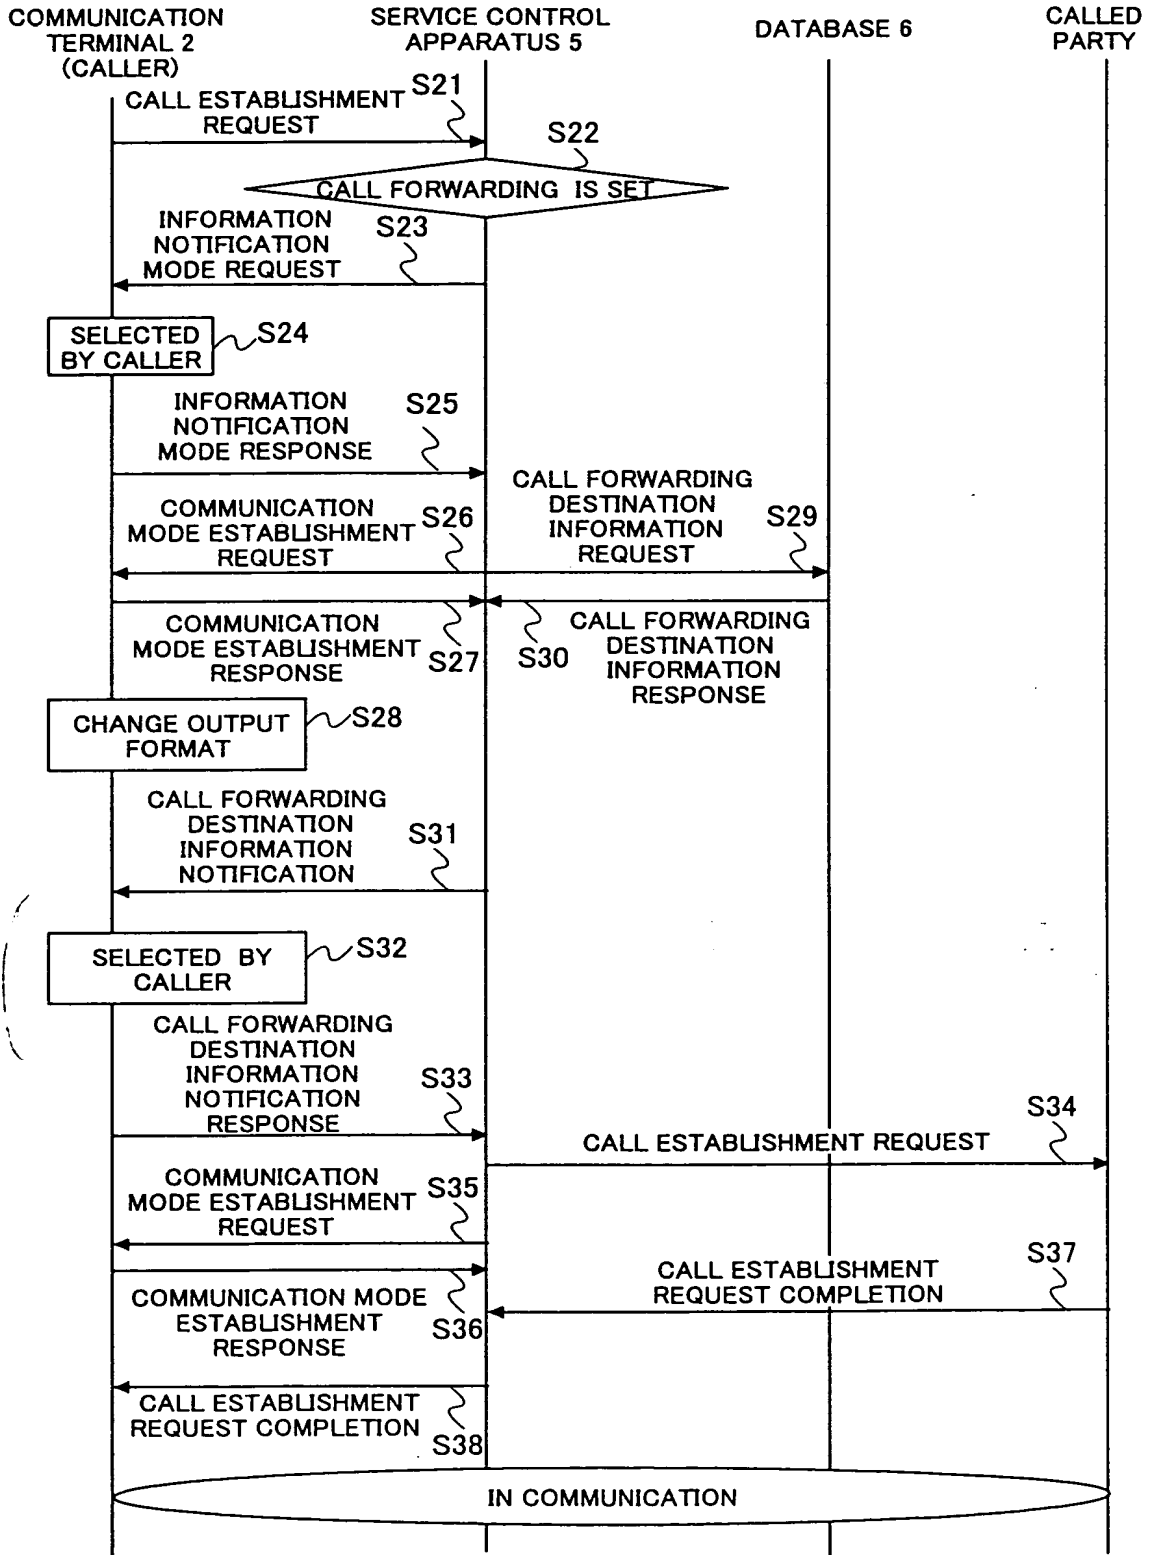 COMMUNICATION
TERMINAL 2
(CALLER)
SERVICE CONTROL
APPARATUS 5
DATABASE 6
CALLED
PARTY
S21
CALL ESTABLISHMENT
REQUEST
S22
CALL FORWARDING IS SET
INFORMATION
NOTIFICATION
MODE REQUEST
S23
SELECTED
BY CALLER
S24
INFORMATION
NOTIFICATION
MODE RESPONSE
S25
COMMUNICATION
MODE ESTABLISHMENT
REQUEST
S26
CALL FORWARDING
DESTINATION
INFORMATION
REQUEST
S29
COMMUNICATION
MODE ESTABLISHMENT
RESPONSE
S27
S30
CALL FORWARDING
DESTINATION
INFORMATION
RESPONSE
CHANGE OUTPUT
FORMAT
S28
CALL FORWARDING
DESTINATION
INFORMATION
NOTIFICATION
S31
SELECTED BY
CALLER
S32
CALL FORWARDING
DESTINATION
INFORMATION
NOTIFICATION
RESPONSE
S33
S34
CALL ESTABLISHMENT REQUEST
COMMUNICATION
MODE ESTABLISHMENT
REQUEST
S35
S37
CALL ESTABLISHMENT
REQUEST COMPLETION
COMMUNICATION MODE
ESTABLISHMENT
RESPONSE
S36
CALL ESTABLISHMENT
REQUEST COMPLETION
S38
IN COMMUNICATION